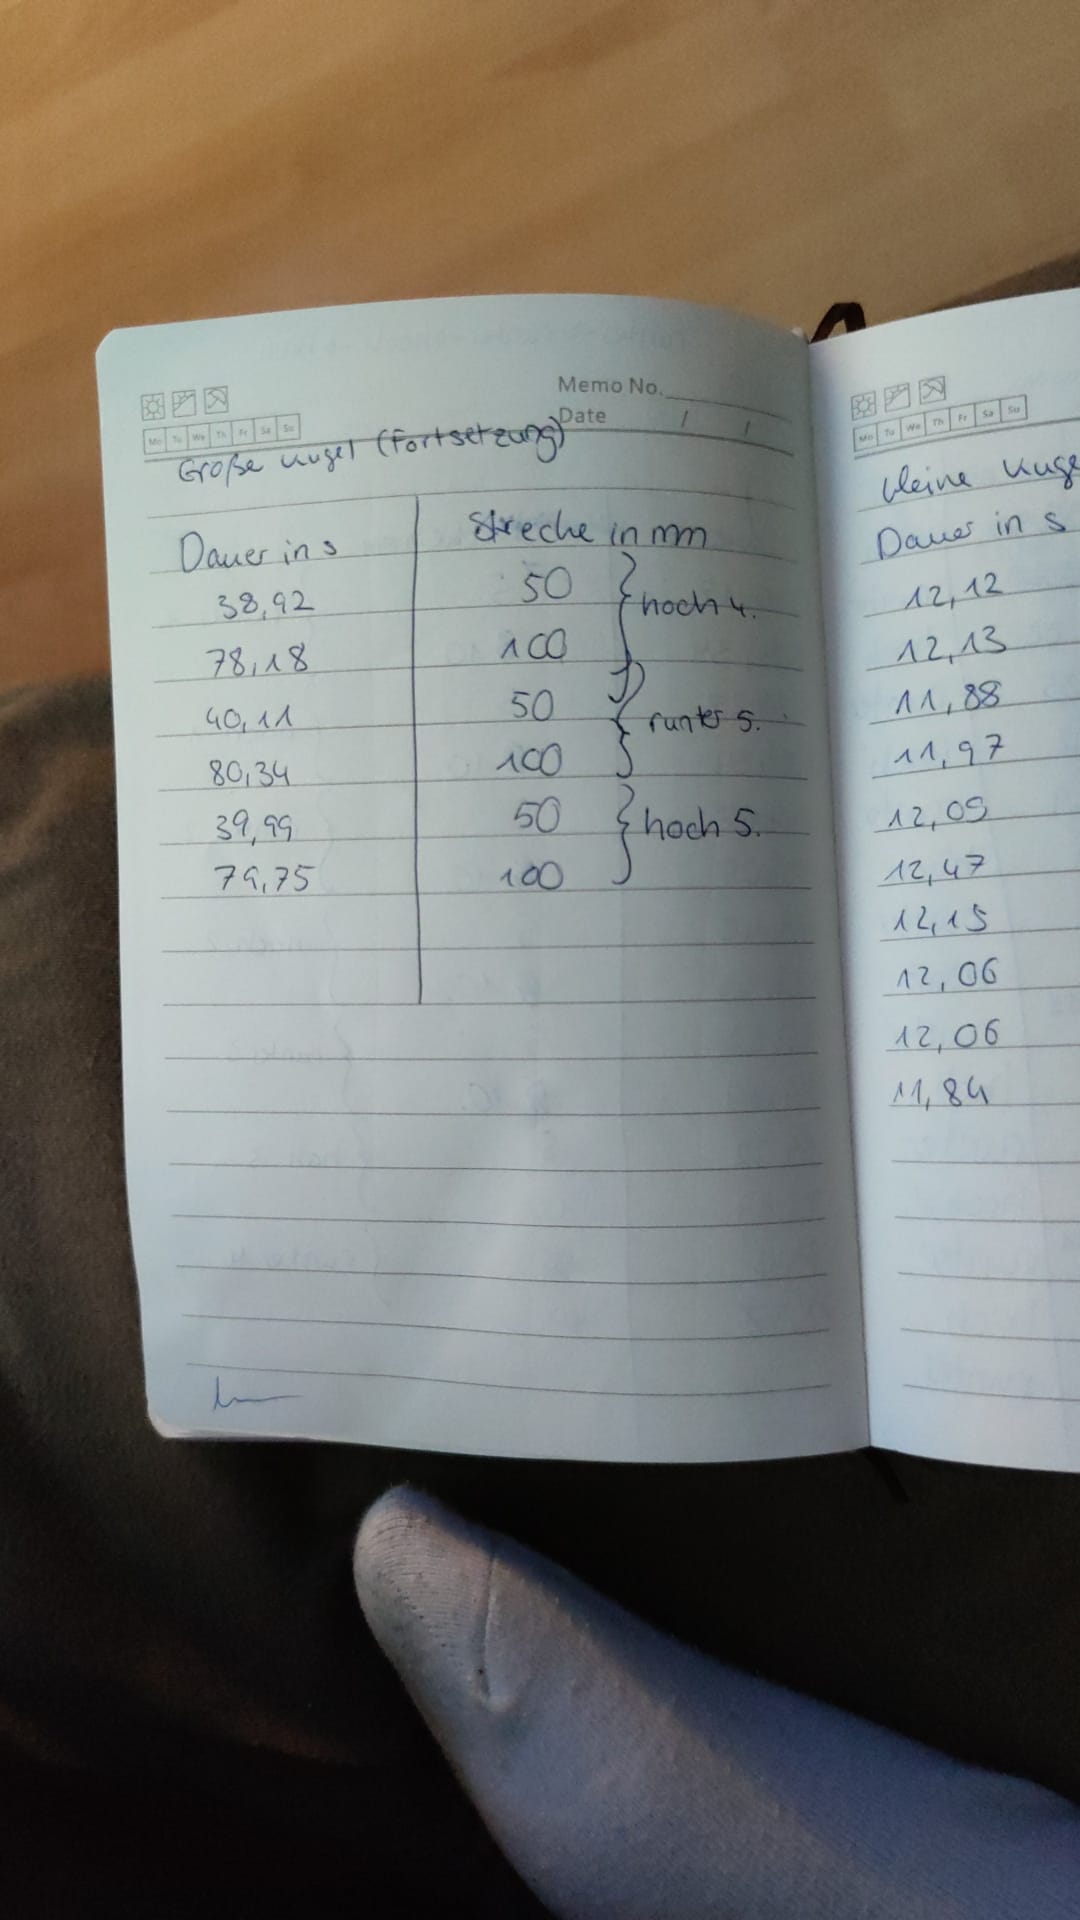 Memo No.
Date / /
Mo Tu We Th Fr Sa Su
Große Kugel (Fortsetzung)
Dauer in s Strecke in mm
38,92 50 hoch 4.
78,18 100
40,11 50 runter 5.
80,34 100
39,99 50 hoch 5.
79,75 100
Mo Tu We Th Fr Sa Su
kleine Kuge
Dauer in s
12,12
12,13
11,88
11,97
12,09
12,47
12,15
12,06
12,06
11,84